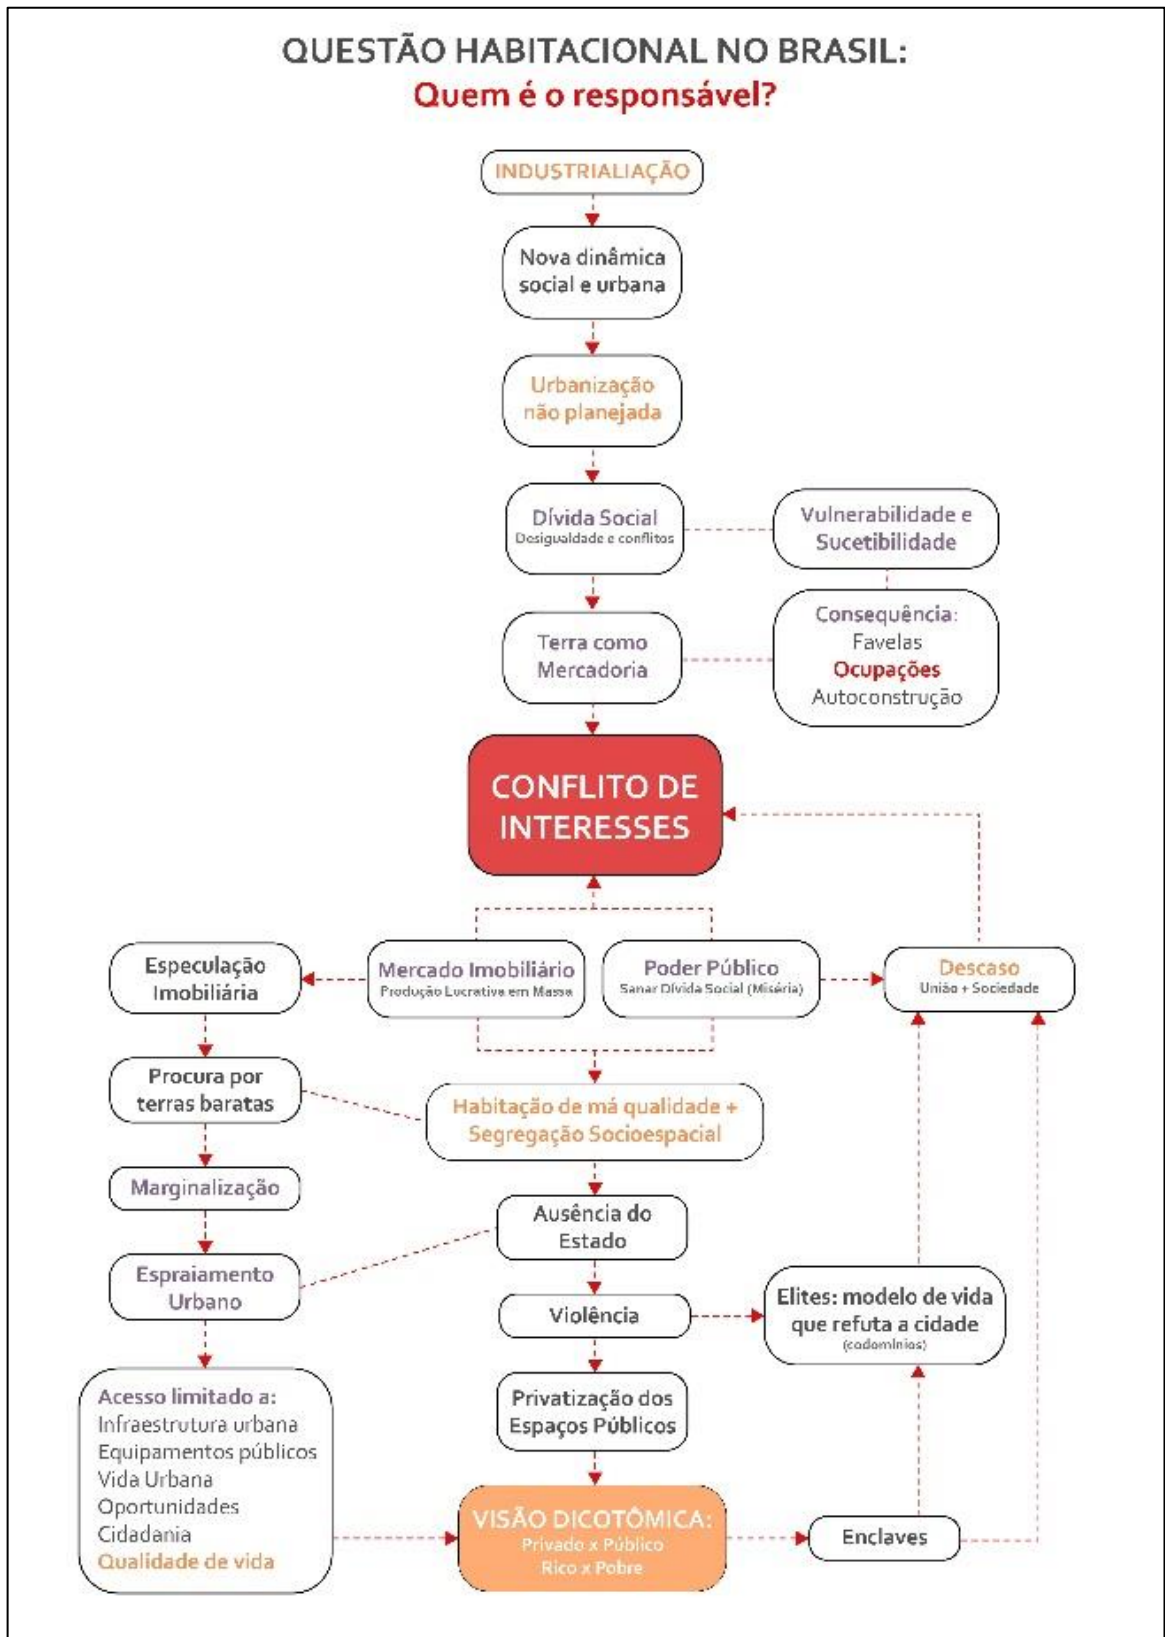 QUESTÃO HABITACIONAL NO BRASIL:
Quem é o responsável?
INDUSTRIALIAÇÃO
Nova dinâmica
social e urbana
Urbanização
não planejada
Dívida Social
Desigualdade e conflitos
Vulnerabilidade e
Sucetibilidade
Terra como
Mercadoria
Consequência:
Favelas
Ocupações
Autoconstrução
CONFLITO DE
INTERESSES
Especulação
Imobiliária
Mercado Imobiliário
Produção Lucrativa em Massa
Poder Público
Sanar Dívida Social (Miséria)
Descaso
União + Sociedade
Procura por
terras baratas
Habitação de má qualidade +
Segregação Socioespacial
Marginalização
Ausência do
Estado
Espraiamento
Urbano
Violência
Elites: modelo de vida
que refuta a cidade
(codomínios)
Acesso limitado a:
Infraestrutura urbana
Equipamentos públicos
Vida Urbana
Oportunidades
Cidadania
Qualidade de vida
Privatização dos
Espaços Públicos
VISÃO DICOTÔMICA:
Privado x Público
Rico x Pobre
Enclaves